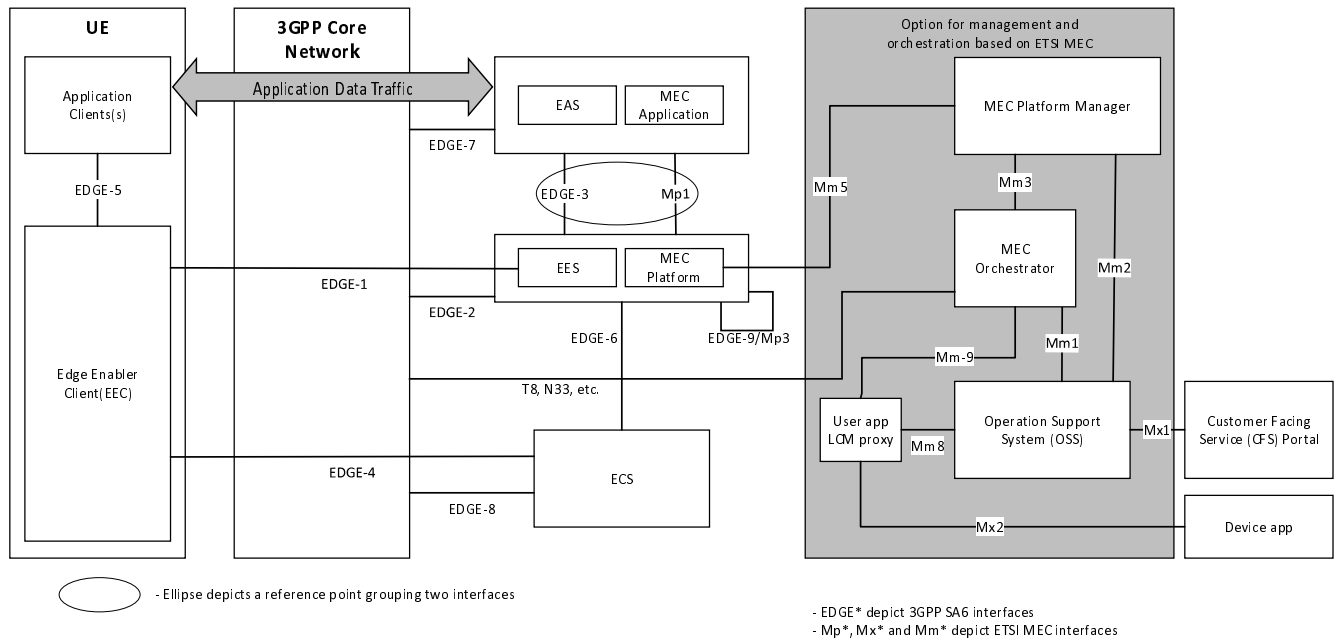 UE
3GPP Core
Network
Option for management and
orchestration based on ETSI MEC
Application
Clients(s)
Application Data Traffic
EAS
MEC
Application
MEC Platform Manager
EDGE-7
EDGE-5
EDGE-3
Mp1
Mm5
Mm3
EES
MEC
Platform
MEC
Orchestrator
Mm2
EDGE-1
EDGE-2
EDGE-6
EDGE-9/Mp3
Mm-9
Mm1
Edge Enabler
Client(EEC)
T8, N33, etc.
User app
LCM proxy
Mm8
Operation Support
System (OSS)
Mx1
Customer Facing
Service (CFS) Portal
EDGE-4
ECS
EDGE-8
Mx2
Device app
- Ellipse depicts a reference point grouping two interfaces
- EDGE* depict 3GPP SA6 interfaces
- Mp*, Mx* and Mm* depict ETSI MEC interfaces